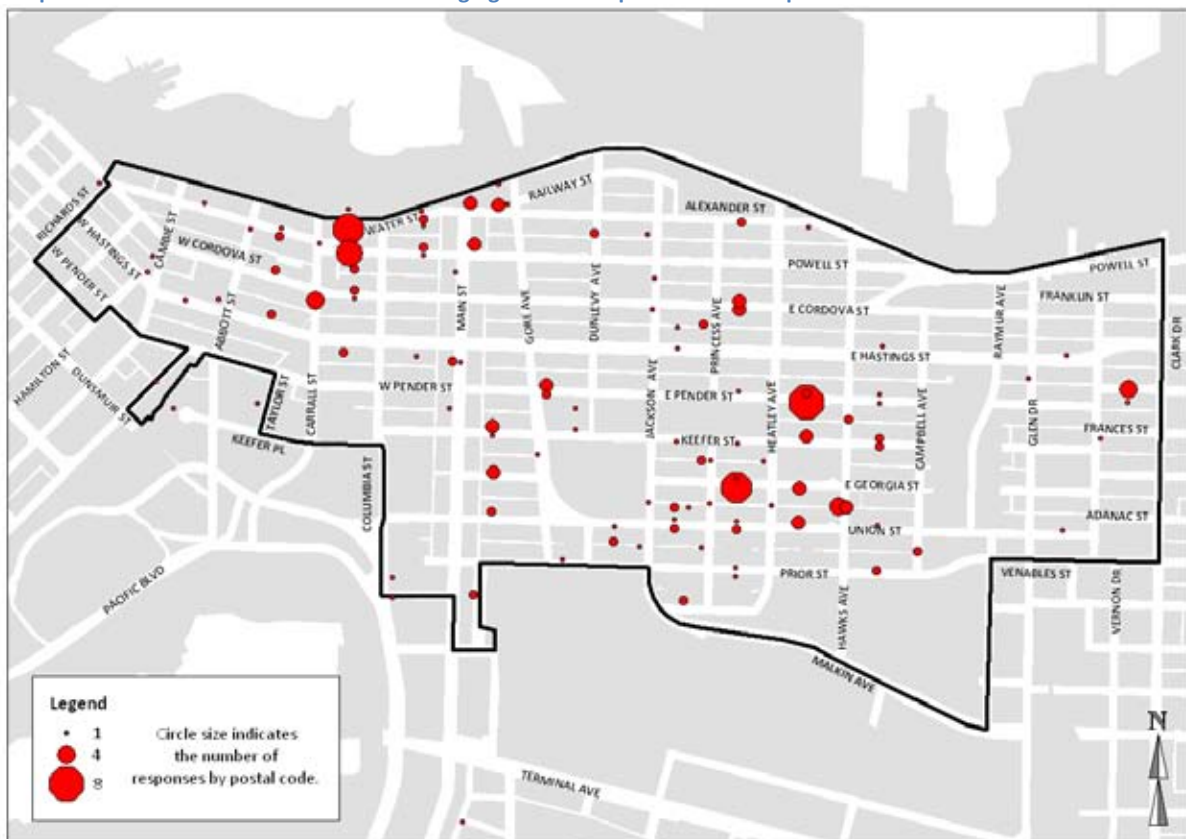 RAILWAY ST
ALEXANDER ST
RICHARDS ST
WATER ST
W HASTINGS ST
W CORDOVA ST
W PENDER ST
ABBOTT ST
MAIN ST
GORE AVE
DUNLEVY AVE
POWELL ST
POWELL ST
FRANKLIN ST
E CORDOVA ST
PRINCESS AVE
RAYMUR AVE
CLARK DR
E HASTINGS ST
HAMILTON ST
DUNSMUIR ST
TAYLOR ST
CARRALL ST
W PENDER ST
JACKSON AVE
E PENDER ST
HEATLEY AVE
CAMPBELL AVE
GLEN DR
FRANCES ST
KEEFER PL
KEEFER ST
COLUMBIA ST
E GEORGIA ST
ADANAC ST
UNION ST
PACIFIC BLVD
PRIOR ST
VENABLES ST
HAWKS AVE
VERNON DR
MALKIN AVE
TERMINAL AVE
N
Legend
1
4
8
Circle size indicates
the number of
responses by postal code.